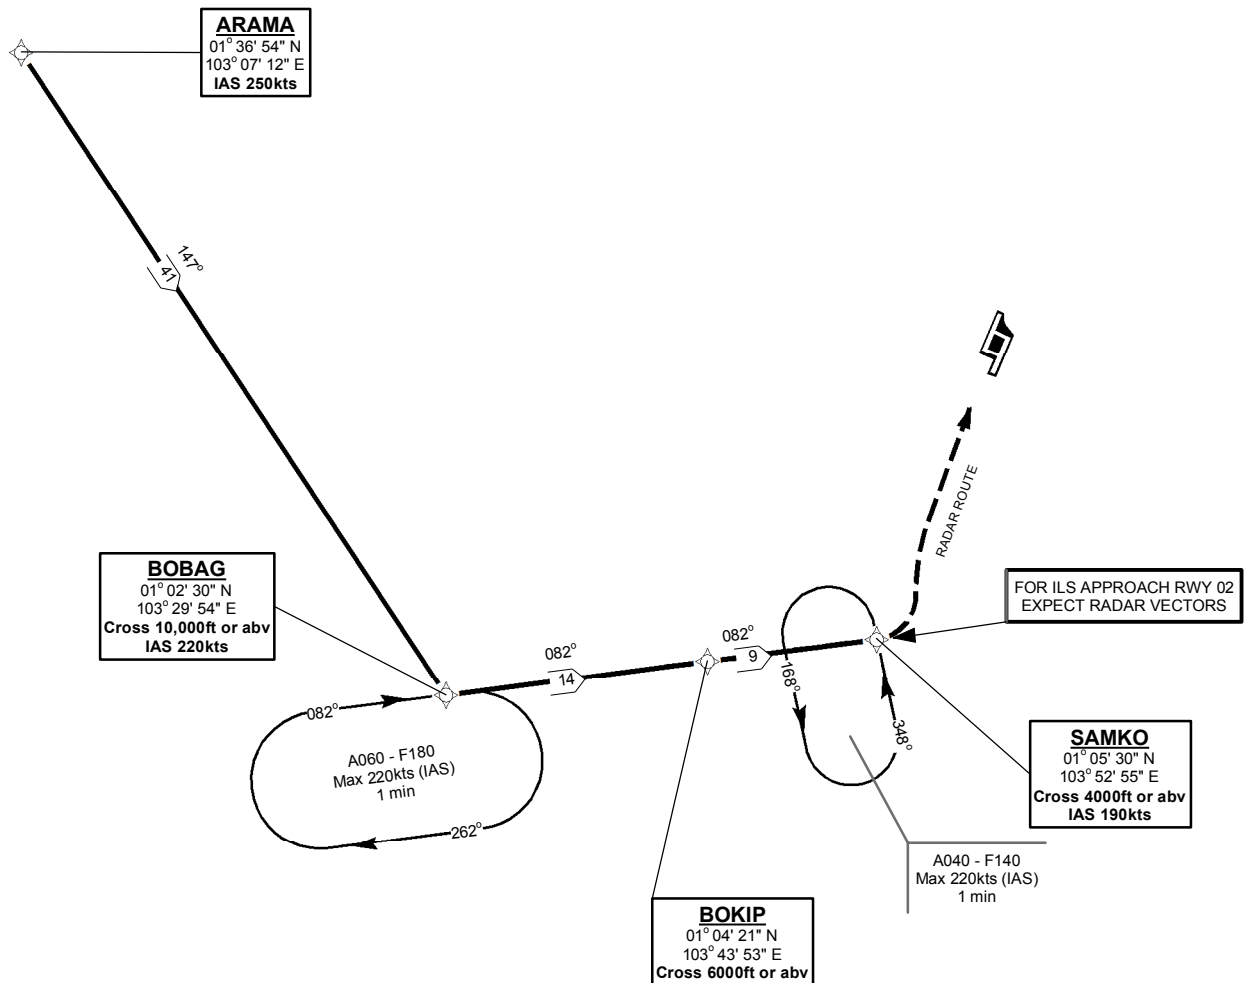 ARAMA
01° 36' 54" N
103° 07' 12" E
IAS 250kts
147°
41
RADAR ROUTE
BOBAG
01° 02' 30" N
103° 29' 54" E
Cross 10,000ft or abv
IAS 220kts
FOR ILS APPROACH RWY 02
EXPECT RADAR VECTORS
082°
14
082°
9
082°
A060 - F180
Max 220kts (IAS)
1 min
262°
168°
348°
SAMKO
01° 05' 30" N
103° 52' 55" E
Cross 4000ft or abv
IAS 190kts
A040 - F140
Max 220kts (IAS)
1 min
BOKIP
01° 04' 21" N
103° 43' 53" E
Cross 6000ft or abv